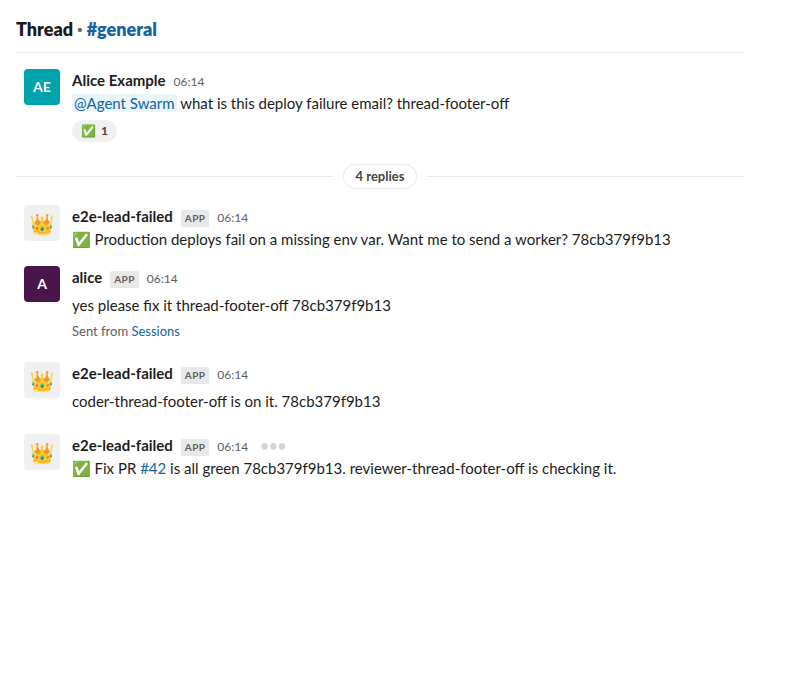 Thread • #general
AE
Alice Example 06:14
@Agent Swarm what is this deploy failure email? thread-footer-off
✅ 1
4 replies
e2e-lead-failed APP 06:14
✅ Production deploys fail on a missing env var. Want me to send a worker? 78cb379f9b13
A
alice APP 06:14
yes please fix it thread-footer-off 78cb379f9b13
Sent from Sessions
e2e-lead-failed APP 06:14
coder-thread-footer-off is on it. 78cb379f9b13
e2e-lead-failed APP 06:14
✅ Fix PR #42 is all green 78cb379f9b13. reviewer-thread-footer-off is checking it.